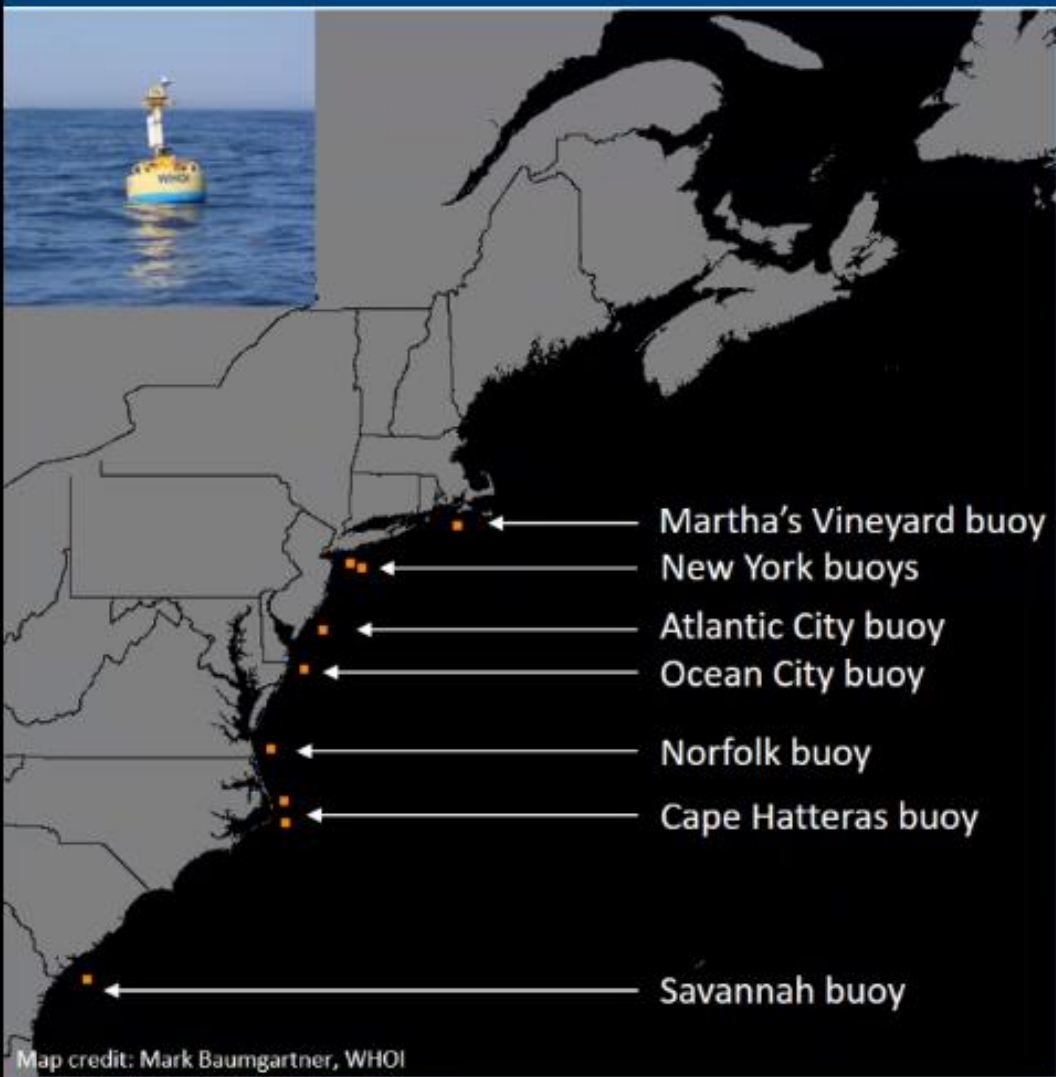 WHOI
Martha's Vineyard buoy
New York buoys
Atlantic City buoy
Ocean City buoy
Norfolk buoy
Cape Hatteras buoy
Savannah buoy
Map credit: Mark Baumgartner, WHOI